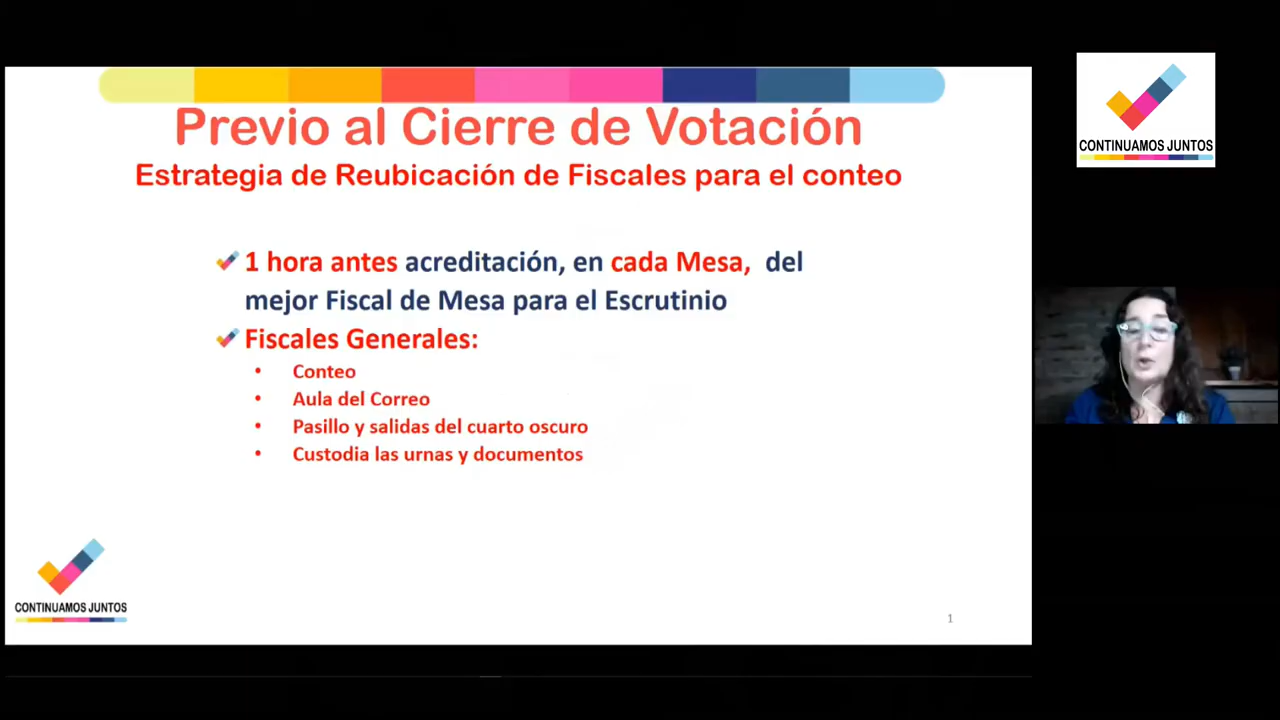 Previo al Cierre de Votación
Estrategia de Reubicación de Fiscales para el conteo
1 hora antes acreditación, en cada Mesa, del
mejor Fiscal de Mesa para el Escrutinio
Fiscales Generales:
• Conteo
• Aula del Correo
• Pasillo y salidas del cuarto oscuro
• Custodia las urnas y documentos
CONTINUAMOS JUNTOS
1
CONTINUAMOS JUNTOS